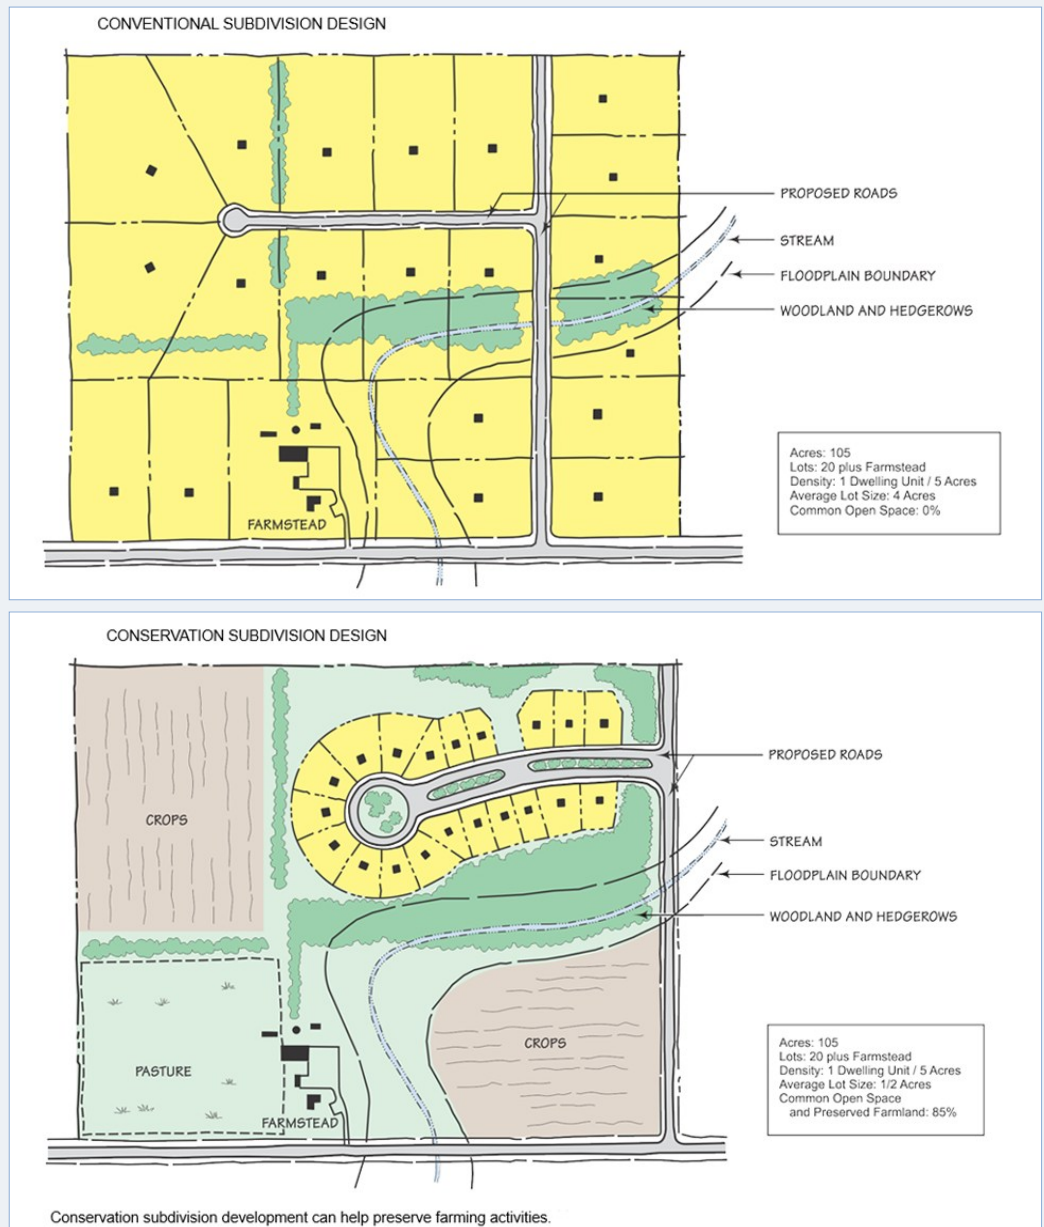 CONVENTIONAL SUBDIVISION DESIGN
PROPOSED ROADS
STREAM
FLOODPLAIN BOUNDARY
WOODLAND AND HEDGEROWS
Acres: 105
Lots: 20 plus Farmstead
Density: 1 Dwelling Unit / 5 Acres
Average Lot Size: 4 Acres
Common Open Space: 0%
FARMSTEAD
CONSERVATION SUBDIVISION DESIGN
PROPOSED ROADS
CROPS
STREAM
FLOODPLAIN BOUNDARY
WOODLAND AND HEDGEROWS
CROPS
PASTURE
Acres: 105
Lots: 20 plus Farmstead
Density: 1 Dwelling Unit / 5 Acres
Average Lot Size: 1/2 Acres
Common Open Space
and Preserved Farmland: 85%
FARMSTEAD
Conservation subdivision development can help preserve farming activities.